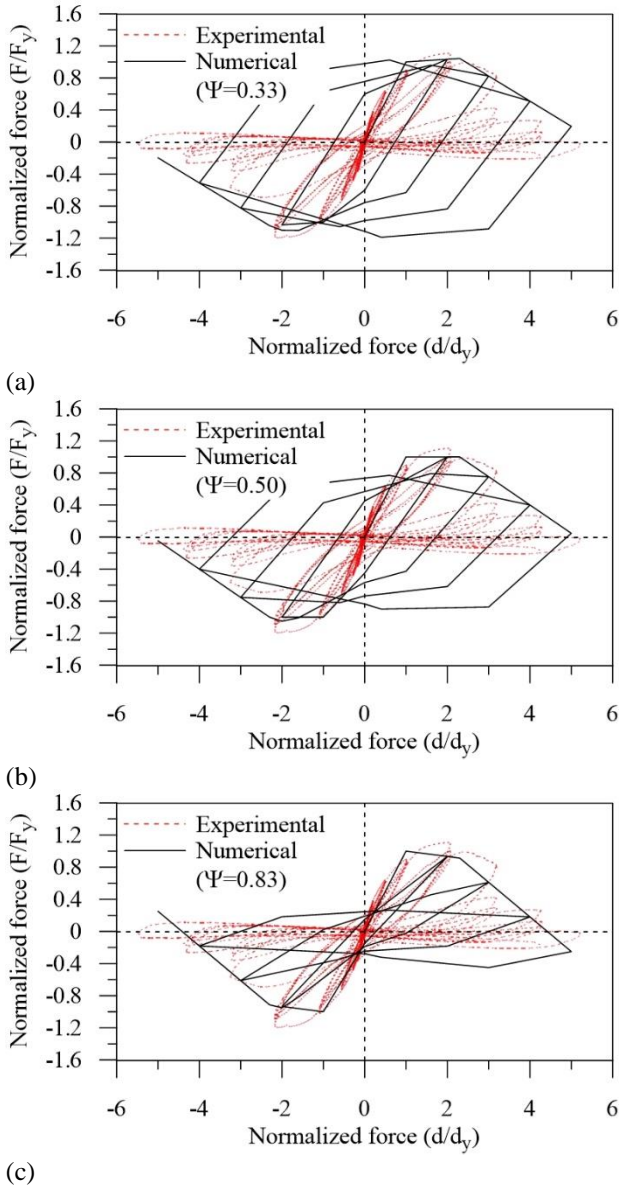 1.6
1.2
0.8
0.4
0
-0.4
-0.8
-1.2
-1.6
Normalized force (F/Fy)
Experimental
Numerical
(Ψ=0.33)
-6 -4 -2 0 2 4 6
Normalized force (d/dy)
(a)
1.6
1.2
0.8
0.4
0
-0.4
-0.8
-1.2
-1.6
Normalized force (F/Fy)
Experimental
Numerical
(Ψ=0.50)
-6 -4 -2 0 2 4 6
Normalized force (d/dy)
(b)
1.6
1.2
0.8
0.4
0
-0.4
-0.8
-1.2
-1.6
Normalized force (F/Fy)
Experimental
Numerical
(Ψ=0.83)
-6 -4 -2 0 2 4 6
Normalized force (d/dy)
(c)